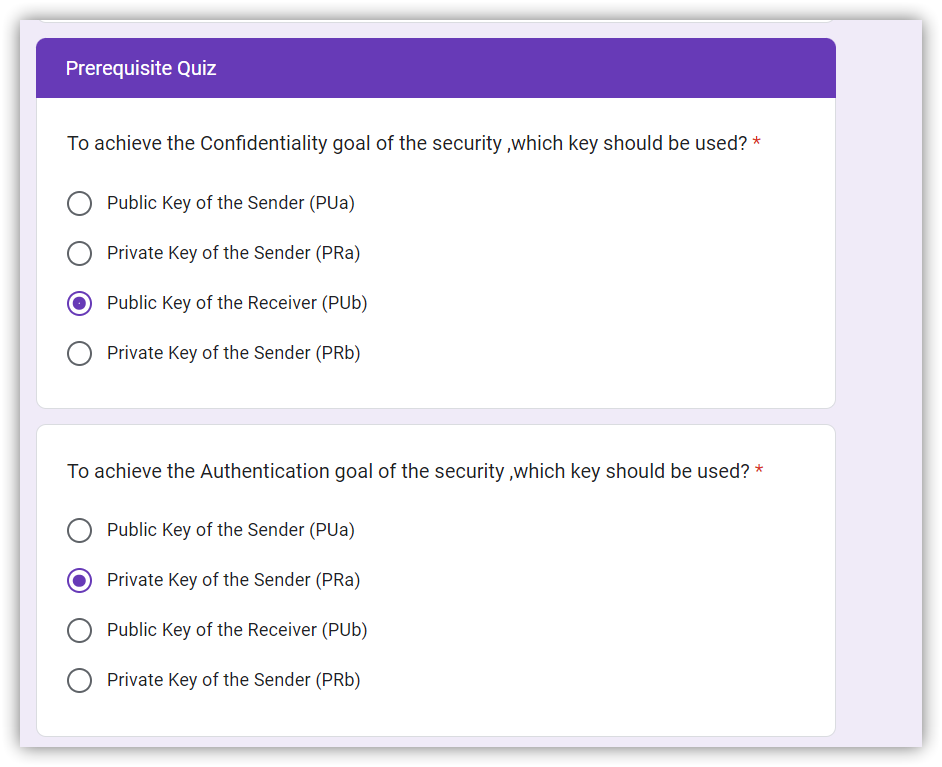 Prerequisite Quiz
To achieve the Confidentiality goal of the security ,which key should be used? *
Public Key of the Sender (PUa)
Private Key of the Sender (PRa)
Public Key of the Receiver (PUb)
Private Key of the Sender (PRb)
To achieve the Authentication goal of the security ,which key should be used? *
Public Key of the Sender (PUa)
Private Key of the Sender (PRa)
Public Key of the Receiver (PUb)
Private Key of the Sender (PRb)